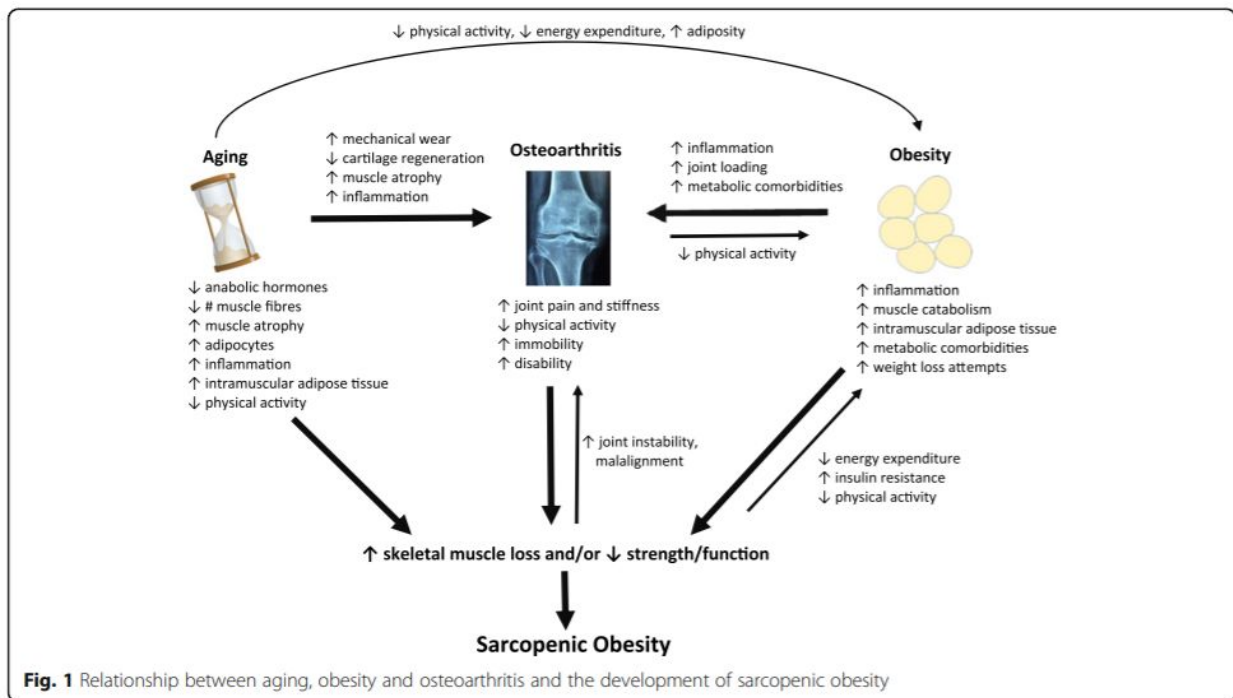 ↓ physical activity, ↓ energy expenditure, ↑ adiposity
Aging
↑ mechanical wear
↓ cartilage regeneration
↑ muscle atrophy
↑ inflammation
Osteoarthritis
↑ inflammation
↑ joint loading
↑ metabolic comorbidities
Obesity
↓ physical activity
↓ anabolic hormones
↓ # muscle fibres
↑ muscle atrophy
↑ adipocytes
↑ inflammation
↑ intramuscular adipose tissue
↓ physical activity
↑ joint pain and stiffness
↓ physical activity
↑ immobility
↑ disability
↑ inflammation
↑ muscle catabolism
↑ intramuscular adipose tissue
↑ metabolic comorbidities
↑ weight loss attempts
↑ joint instability,
malalignment
↓ energy expenditure
↑ insulin resistance
↓ physical activity
↑ skeletal muscle loss and/or ↓ strength/function
Sarcopenic Obesity
Fig. 1 Relationship between aging, obesity and osteoarthritis and the development of sarcopenic obesity